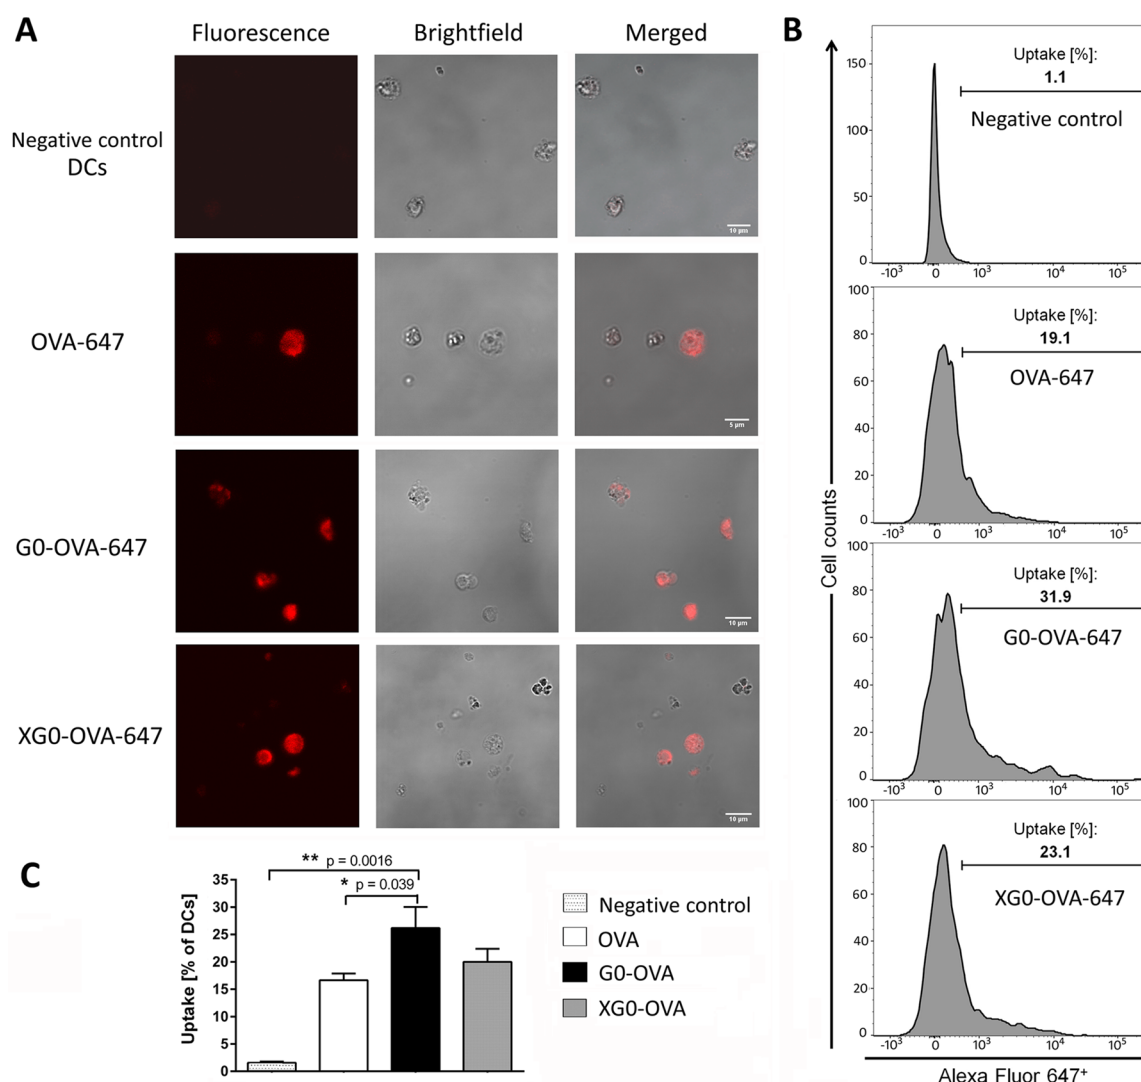 A
Fluorescence
Brightfield
Merged
Negative control
DCs
10 µm
OVA-647
5 µm
G0-OVA-647
10 µm
XG0-OVA-647
10 µm
B
Cell counts
Uptake [%]:
1.1
Negative control
150
100
50
0
-10³ 0 10³ 10⁴ 10⁵
Uptake [%]:
19.1
OVA-647
100
80
60
40
20
0
-10³ 0 10³ 10⁴ 10⁵
Uptake [%]:
31.9
G0-OVA-647
100
80
60
40
20
0
-10³ 0 10³ 10⁴ 10⁵
Uptake [%]:
23.1
XG0-OVA-647
100
80
60
40
20
0
-10³ 0 10³ 10⁴ 10⁵
Alexa Fluor 647⁺
C
** p = 0.0016
* p = 0.039
Uptake [% of DCs]
35
30
25
20
15
10
5
0
Negative control
OVA
G0-OVA
XG0-OVA